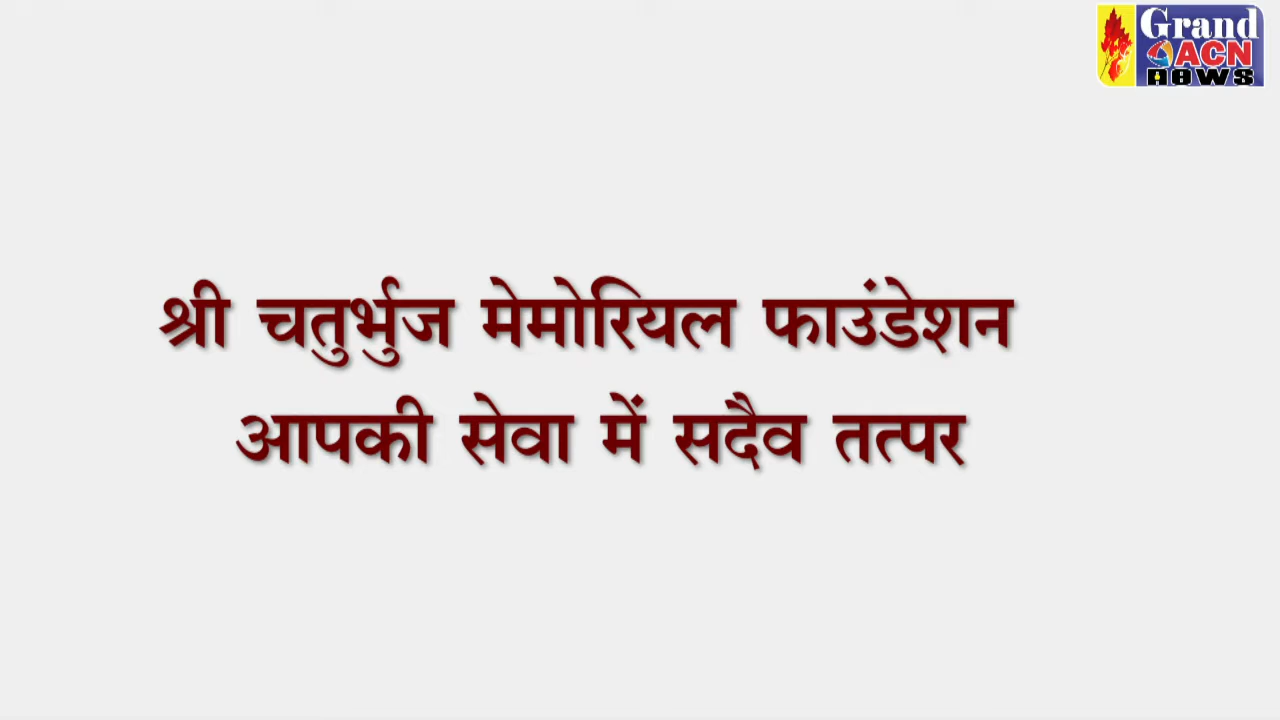 Grand
ACN
news
श्री चतुर्भुज मेमोरियल फाउंडेशन
आपकी सेवा में सदैव तत्पर